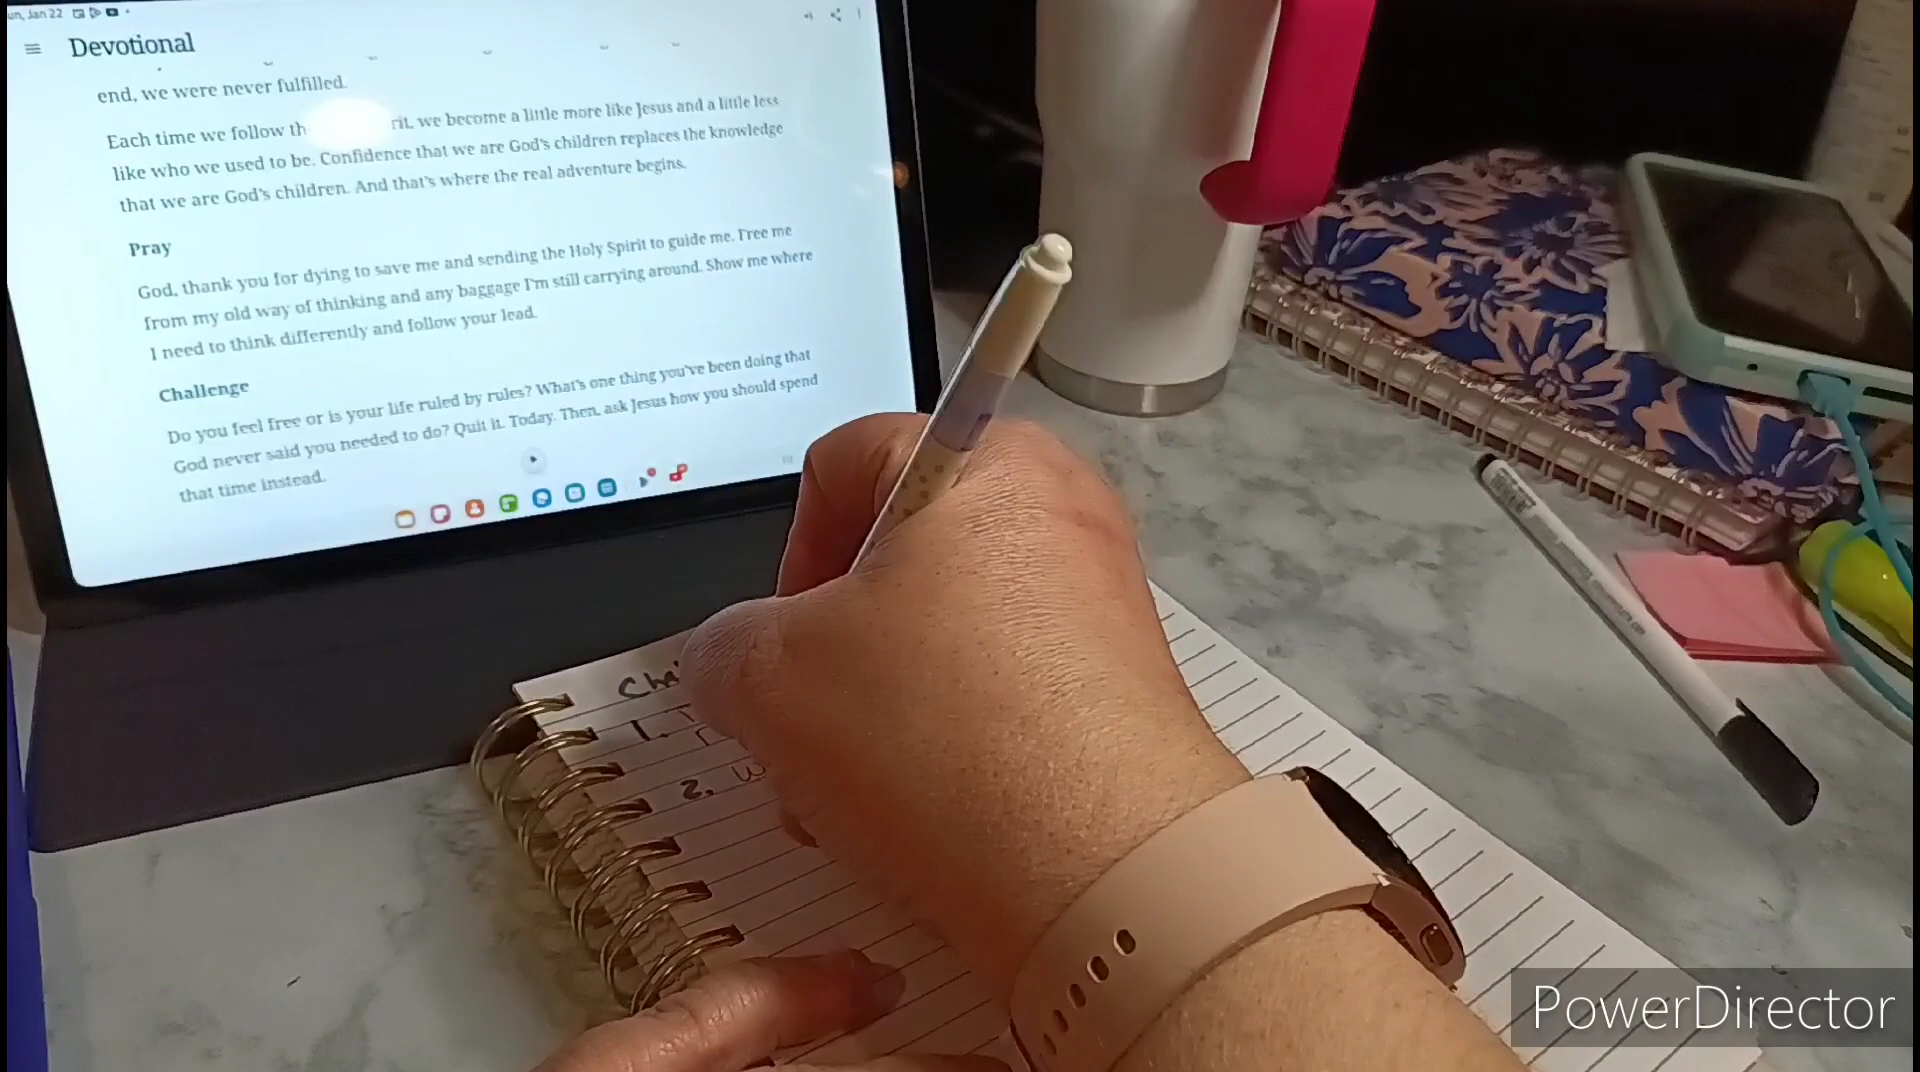 un, Jan 22
Devotional
end, we were never fulfilled.
Each time we follow th rit, we become a little more like Jesus and a little less
like who we used to be. Confidence that we are God's children replaces the knowledge
that we are God's children. And that's where the real adventure begins.
Pray
God, thank you for dying to save me and sending the Holy Spirit to guide me. Free me
from my old way of thinking and any baggage I'm still carrying around. Show me where
I need to think differently and follow your lead.
Challenge
Do you feel free or is your life ruled by rules? What's one thing you've been doing that
God never said you needed to do? Quit it. Today. Then, ask Jesus how you should spend
that time instead.
Cha
1.
2. W
PowerDirector